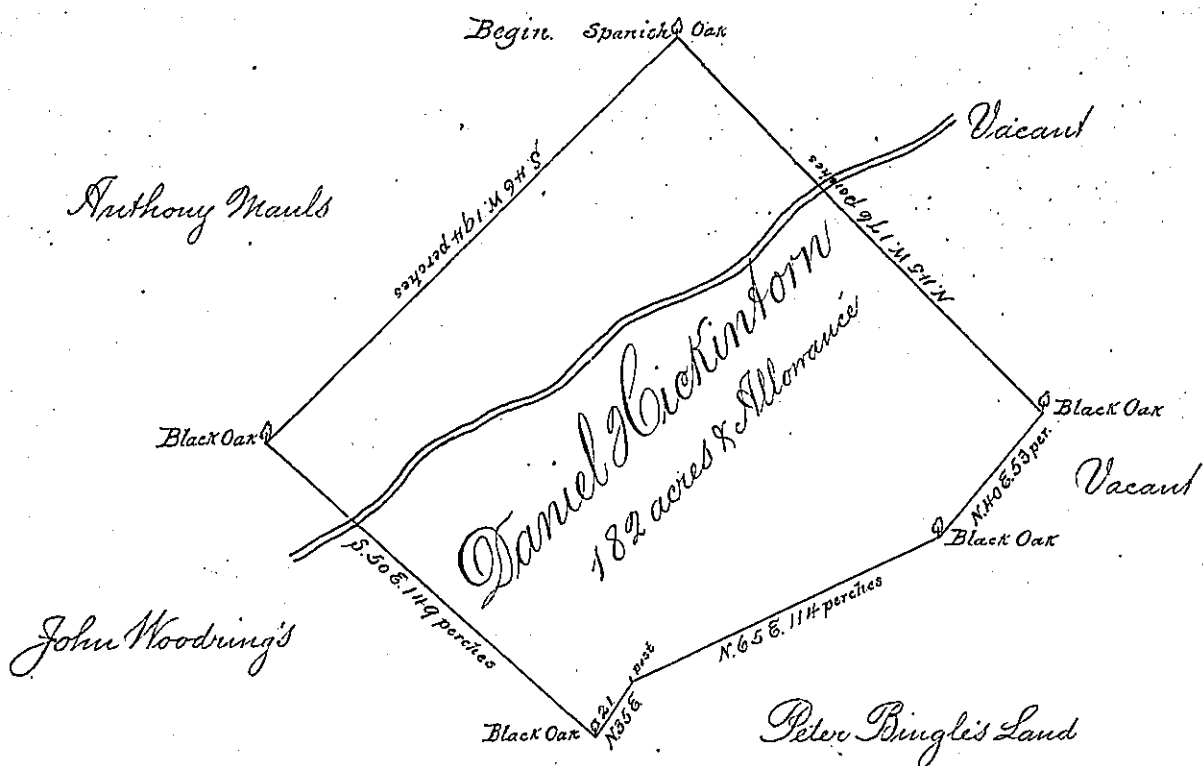 Begin. Spanich Oak
Vacant
Anthony Mauls
S. 46 W. 194 perches
N. 45 W. 176 perches
Daniel Hickintorn
182 acres & Allowance
Black Oak
Black Oak
N. 40 E. 53 per.
Vacant
Black Oak
S. 50 E. 149 perches
John Woodring's
N. 65 E. 114 perches
post
N 35 E
21
Black Oak
Peter Bingle's Land